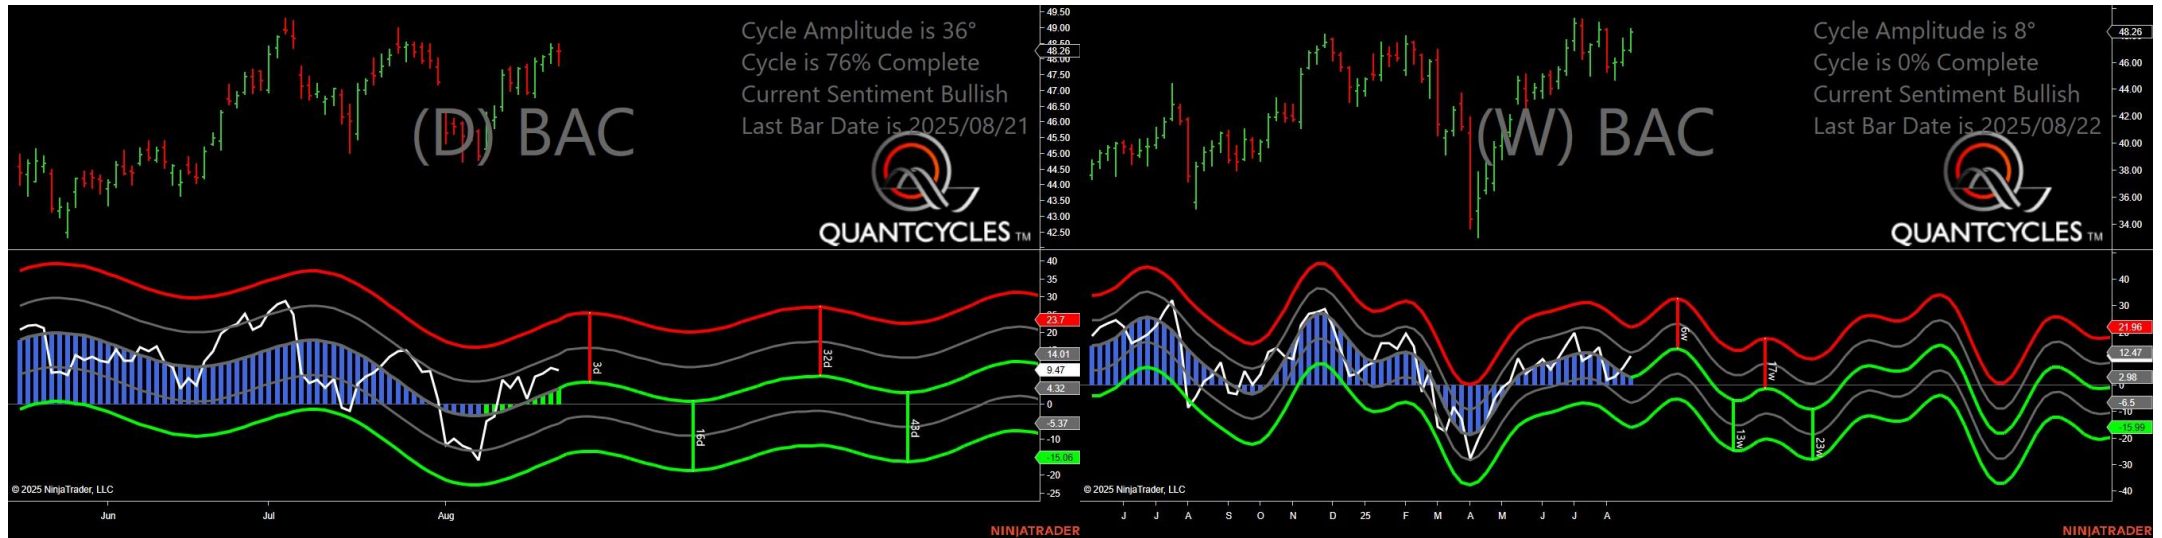 Cycle Amplitude is 36°
Cycle is 76% Complete
Current Sentiment Bullish
Last Bar Date is 2025/08/21
(D) BAC
QUANTCYCLES TM
49.50
49.00
48.50
48.26
48.00
47.50
47.00
46.50
46.00
45.50
45.00
44.50
44.00
43.50
43.00
42.50
40
35
30
23.7
20
14.01
9.47
4.32
0
-5.37
-10
-15.06
-20
-25
3d
16d
32d
43d
© 2025 NinjaTrader, LLC
Jun
Jul
Aug
NINJATRADER
Cycle Amplitude is 8°
Cycle is 0% Complete
Current Sentiment Bullish
Last Bar Date is 2025/08/22
(W) BAC
QUANTCYCLES TM
48.26
46.00
44.00
42.00
40.00
38.00
36.00
34.00
40
30
21.96
12.47
2.98
0
-6.5
-10
-15.99
-20
-30
-40
6w
13w
17w
23w
© 2025 NinjaTrader, LLC
J J A S O N D 25 F M A M J J A
NINJATRADER